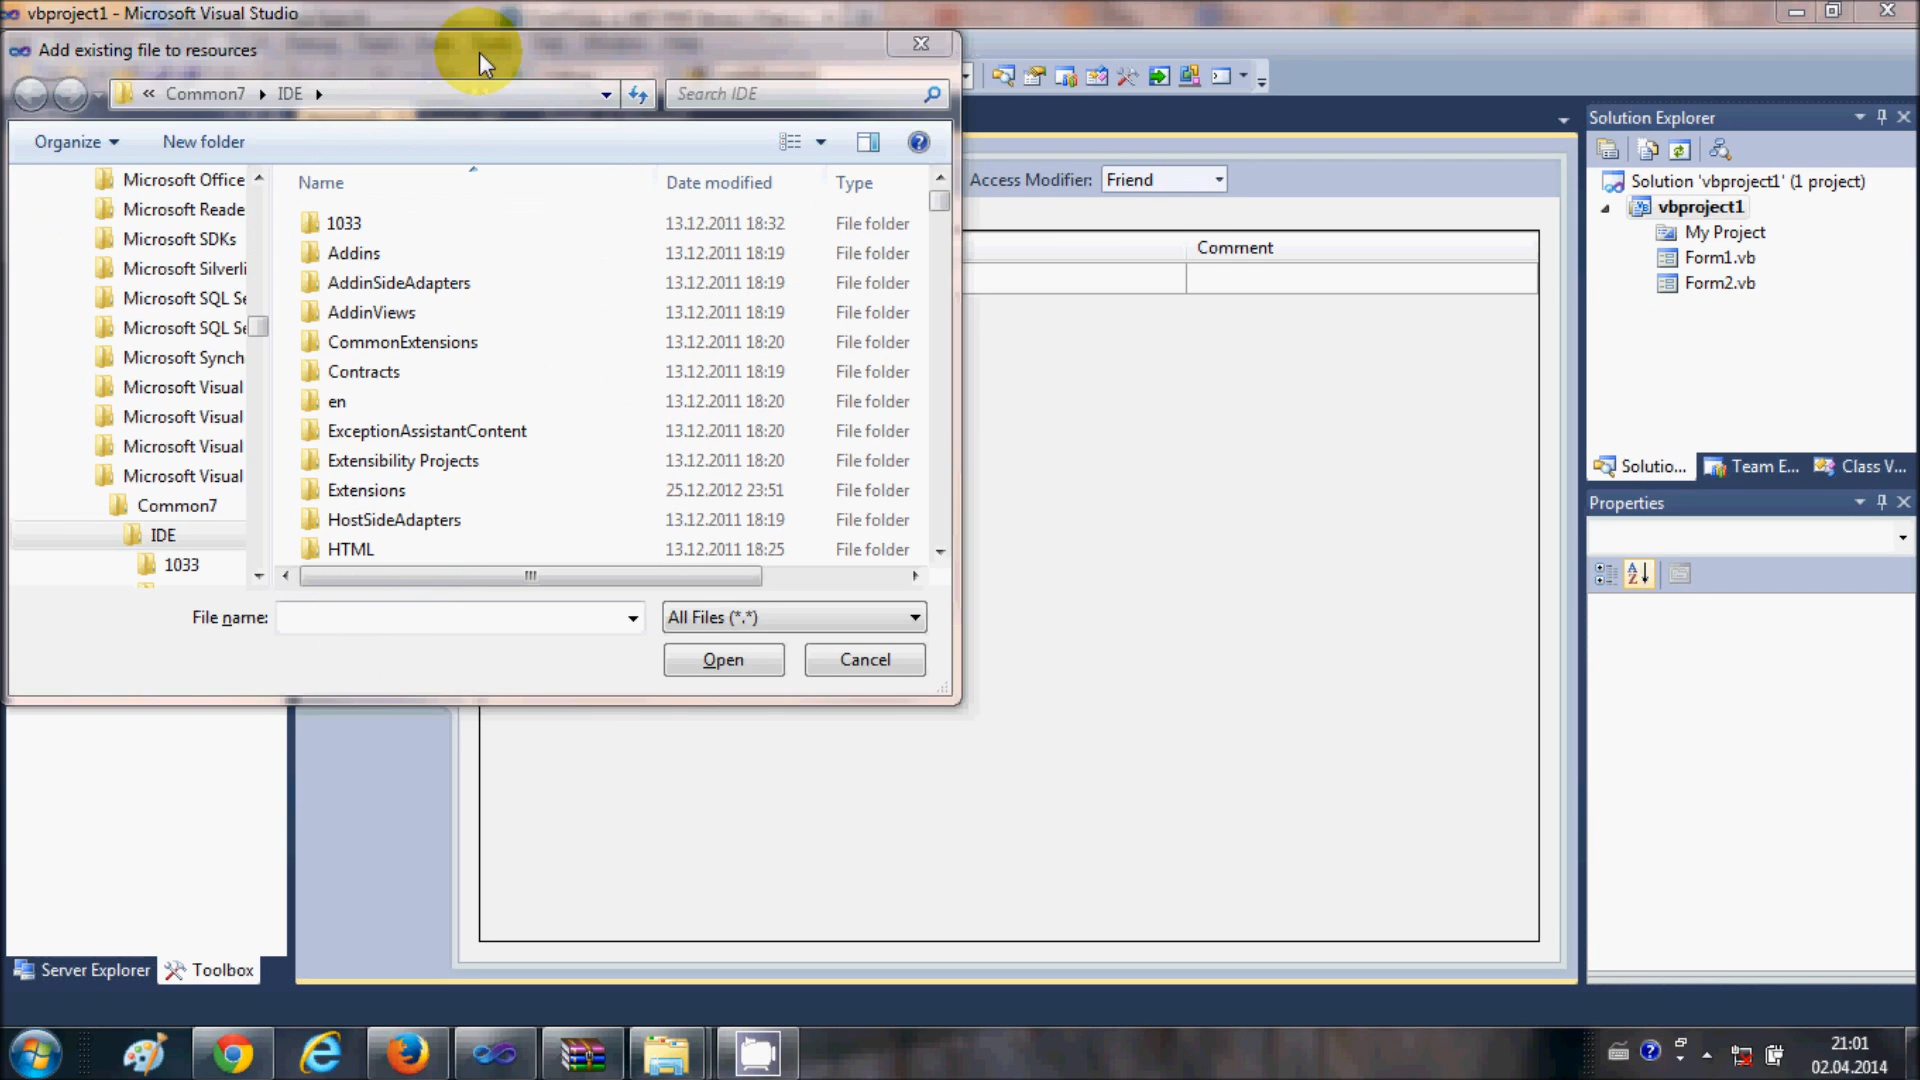 vbproject1 - Microsoft Visual Studio
Add existing file to resources
« Common7 IDE
Search IDE
Organize
New folder
Access Modifier: Friend
Comment
Name Date modified Type
1033 13.12.2011 18:32 File folder
Addins 13.12.2011 18:19 File folder
AddinSideAdapters 13.12.2011 18:19 File folder
AddinViews 13.12.2011 18:19 File folder
CommonExtensions 13.12.2011 18:20 File folder
Contracts 13.12.2011 18:19 File folder
en 13.12.2011 18:20 File folder
ExceptionAssistantContent 13.12.2011 18:20 File folder
Extensibility Projects 13.12.2011 18:20 File folder
Extensions 25.12.2012 23:51 File folder
HostSideAdapters 13.12.2011 18:19 File folder
HTML 13.12.2011 18:25 File folder
Microsoft Office
Microsoft Reade
Microsoft SDKs
Microsoft Silverli
Microsoft SQL Se
Microsoft SQL Se
Microsoft Synch
Microsoft Visual
Microsoft Visual
Microsoft Visual
Microsoft Visual
Common7
IDE
1033
File name:
All Files (*.*)
Open
Cancel
Solution Explorer
Solution 'vbproject1' (1 project)
vbproject1
My Project
Form1.vb
Form2.vb
Solutio... Team E... Class V...
Properties
Server Explorer Toolbox
21:01
02.04.2014